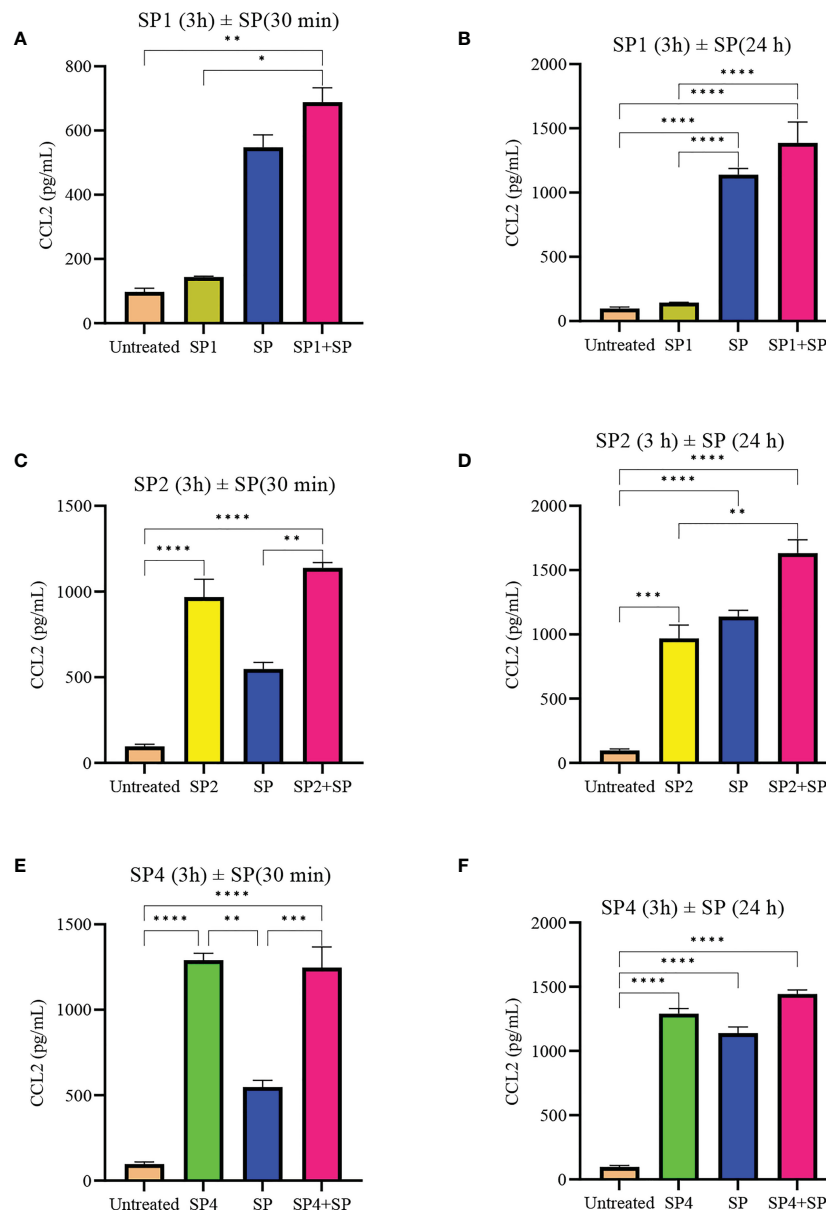 A
SP1 (3h) ± SP(30 min)
**
*
800
600
400
200
0
CCL2 (pg/mL)
Untreated SP1 SP SP1+SP
B
SP1 (3h) ± SP(24 h)
****
****
****
****
2000
1500
1000
500
0
CCL2 (pg/mL)
Untreated SP1 SP SP1+SP
C
SP2 (3h) ± SP(30 min)
****
**
****
1500
1000
500
0
CCL2 (pg/mL)
Untreated SP2 SP SP2+SP
D
SP2 (3 h) ± SP (24 h)
****
****
**
***
2000
1500
1000
500
0
CCL2 (pg/mL)
Untreated SP2 SP SP2+SP
E
SP4 (3h) ± SP(30 min)
****
**** ** ***
1500
1000
500
0
CCL2 (pg/mL)
Untreated SP4 SP SP4+SP
F
SP4 (3h) ± SP (24 h)
****
****
****
2000
1500
1000
500
0
CCL2 (pg/mL)
Untreated SP4 SP SP4+SP